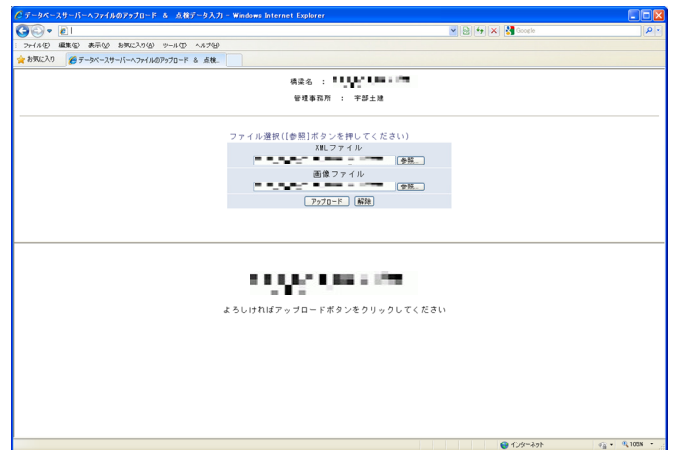 データベースサーバーへファイルのアップロード & 点検データ入力 - Windows Internet Explorer
Google
ファイル(F) 編集(E) 表示(V) お気に入り(A) ツール(T) ヘルプ(H)
お気に入り データベースサーバーへファイルのアップロード & 点検...
橋梁名 :
管理事務所 : 宇部土建
ファイル選択([参照]ボタンを押してください)
XMLファイル
参照...
画像ファイル
参照...
アップロード 解除
よろしければアップロードボタンをクリックしてください
インターネット 105%